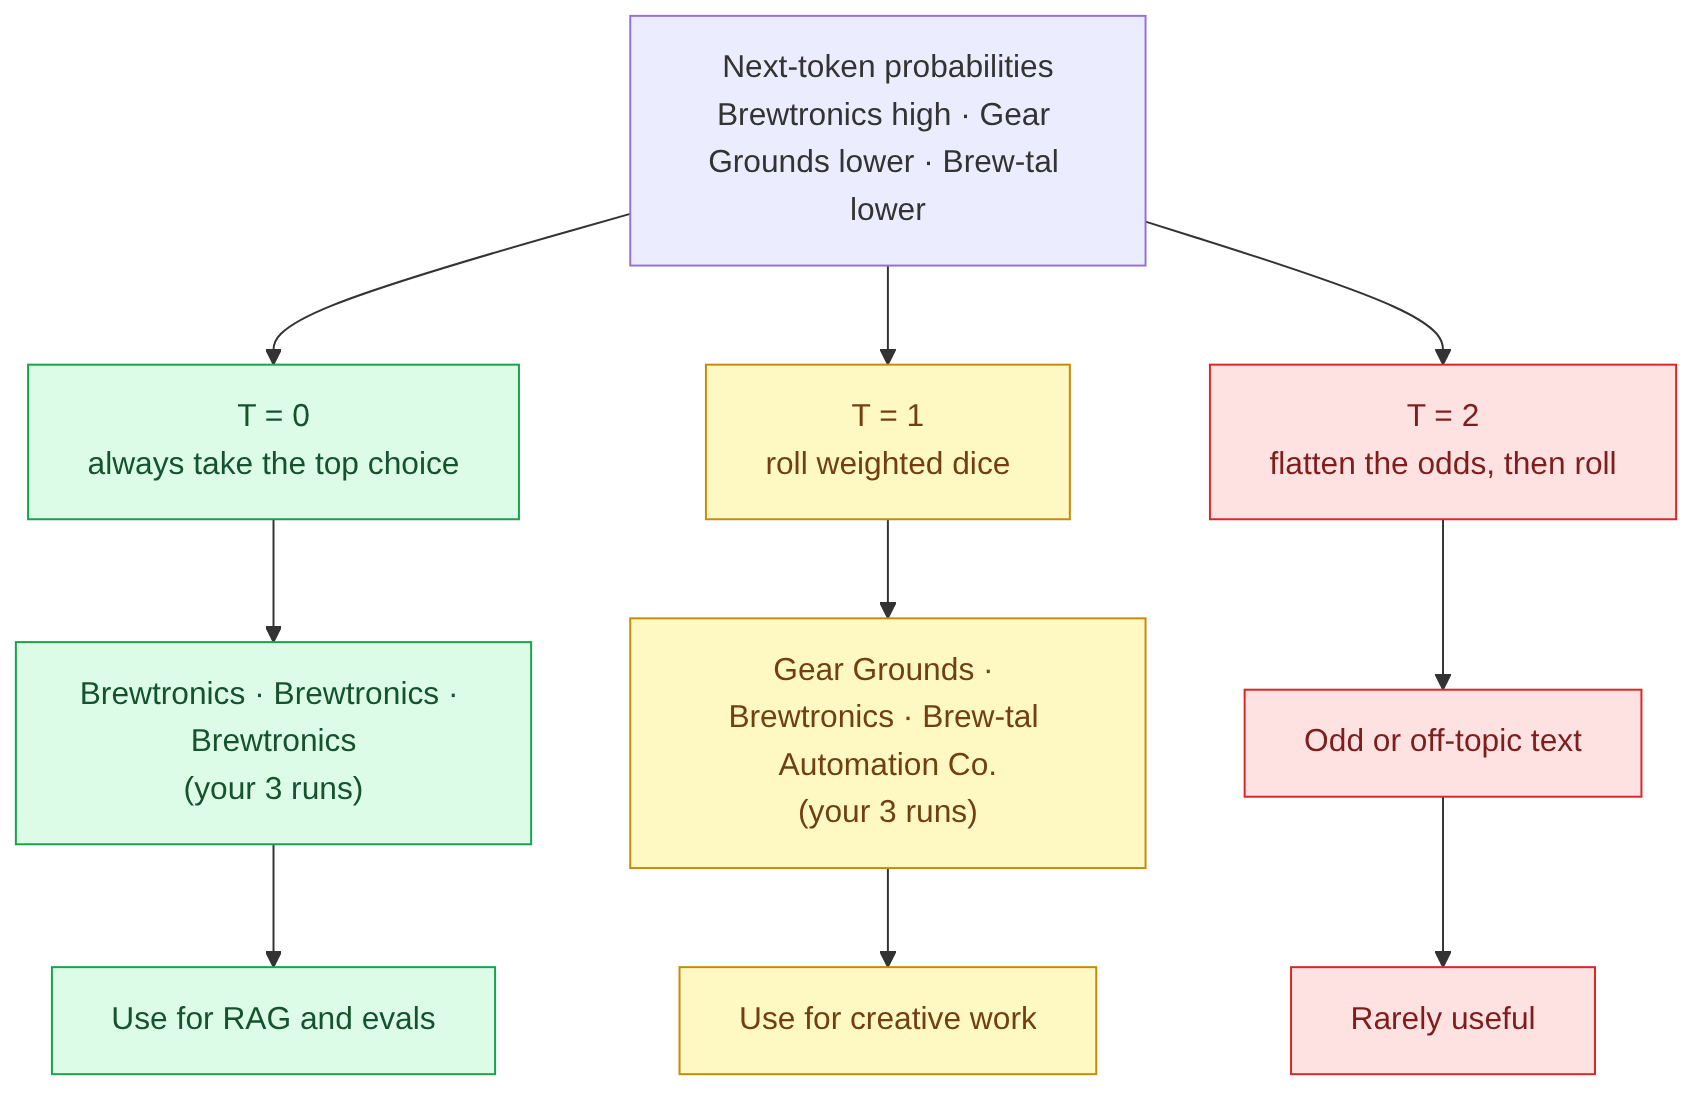 Next-token probabilities
Brewtronics high · Gear
Grounds lower · Brew-tal
lower
T = 0
always take the top choice
T = 1
roll weighted dice
T = 2
flatten the odds, then roll
Brewtronics · Brewtronics ·
Brewtronics
(your 3 runs)
Gear Grounds ·
Brewtronics · Brew-tal
Automation Co.
(your 3 runs)
Odd or off-topic text
Use for RAG and evals
Use for creative work
Rarely useful